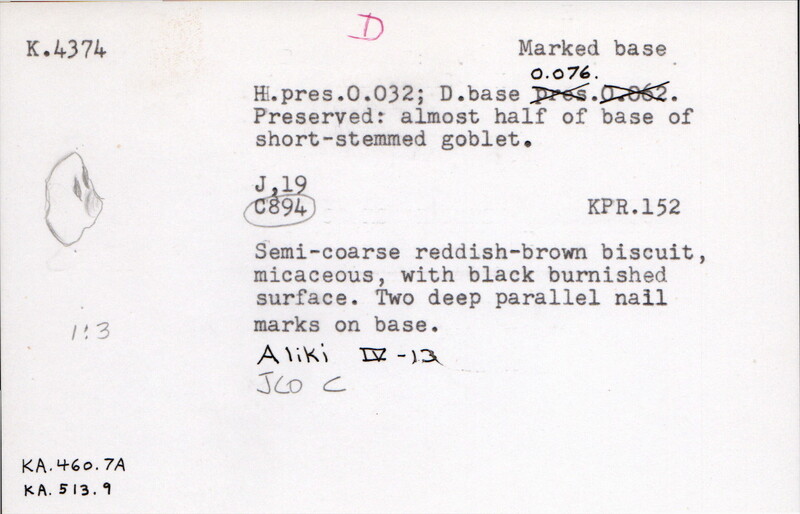 D
K.4374
Marked base
0.076.
H.pres.0.032; D.base pres.0.062.
Preserved: almost half of base of
short-stemmed goblet.
J,19
C894
KPR.152
Semi-coarse reddish-brown biscuit,
micaceous, with black burnished
surface. Two deep parallel nail
marks on base.
1:3
Aliki IV-13
JCO C
KA.460.7A
KA.513.9